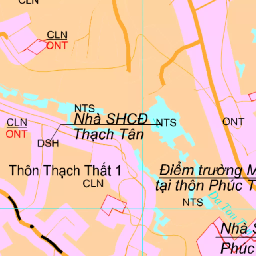 CLN
CLN
ONT
NTS
Nhà SHCĐ
Thạch Tân
NTS
ONT
CLN
ONT
DSH
Thôn Thạch Thất 1
CLN
Điểm trường M
tại thôn Phúc T
NTS
Nhà S
Phúc